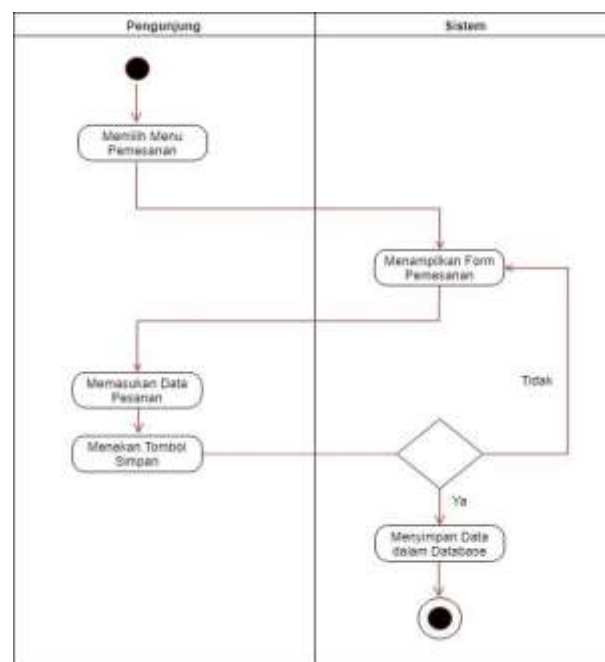 Pengunjung
Sistem
Memilih Menu
Pemesanan
Menampilkan Form
Pemesanan
Memasukan Data
Pesanan
Tidak
Menekan Tombol
Simpan
Ya
Menyimpan Data
dalam Database